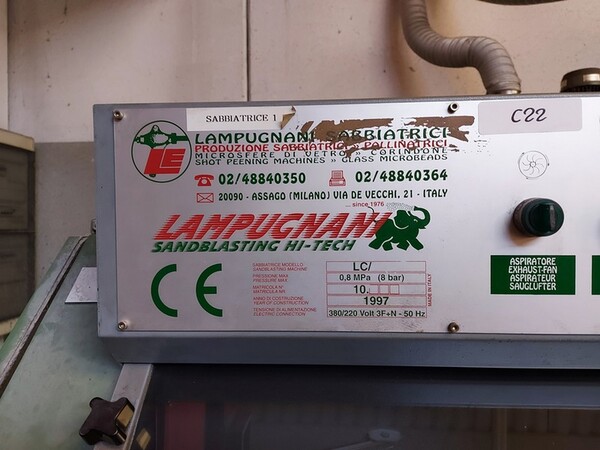 SABBIATRICE 1
C22
LE
LAMPUGNANI SABBIATRICI
PRODUZIONE SABBIATRICI » PALLINATRICI
MICROSFERE DI VETRO » CORINDONE
SHOT PEENING MACHINES » GLASS MICROBEADS
02/48840350 02/48840364
20090 - ASSAGO (MILANO) VIA DE VECCHI, 21 - ITALY
... since 1976
LAMPUGNANI
SANDBLASTING HI-TECH
CE
SABBIATRICE MODELLO
SANDBLASTING MACHINE
LC/
PRESSIONE MAX
PRESSURE MAX
0,8 MPa (8 bar)
MATRICOLA N°
MATRICULA NR.
10.
ANNO DI COSTRUZIONE
YEAR OF CONSTRUCTION
1997
TENSIONE DI ALIMENTAZIONE
ELECTRIC CONNECTION
380/220 Volt 3F+N - 50 Hz
MADE IN ITALY
ASPIRATORE
EXHAUST-FAN
ASPIRATEUR
SAUGLÜFTER